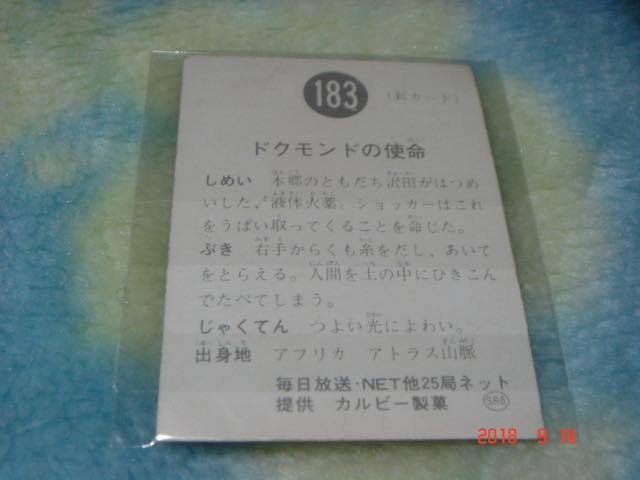 183
ドクモンドの使命
しめい 本郷のともだち沢田がはつめ
いした〝液体火薬〟ショッカーはこれ
をうばい取ってくることを命じた。
ぶき 右手からくも糸をだし、あいて
をとらえる。人間を土の中にひきこん
でたべてしまう。
じゃくてん つよい光によわい。
出身地 アフリカ アトラス山脈
毎日放送・NET他25局ネット
提供 カルビー製菓 SR6
2018 9 14